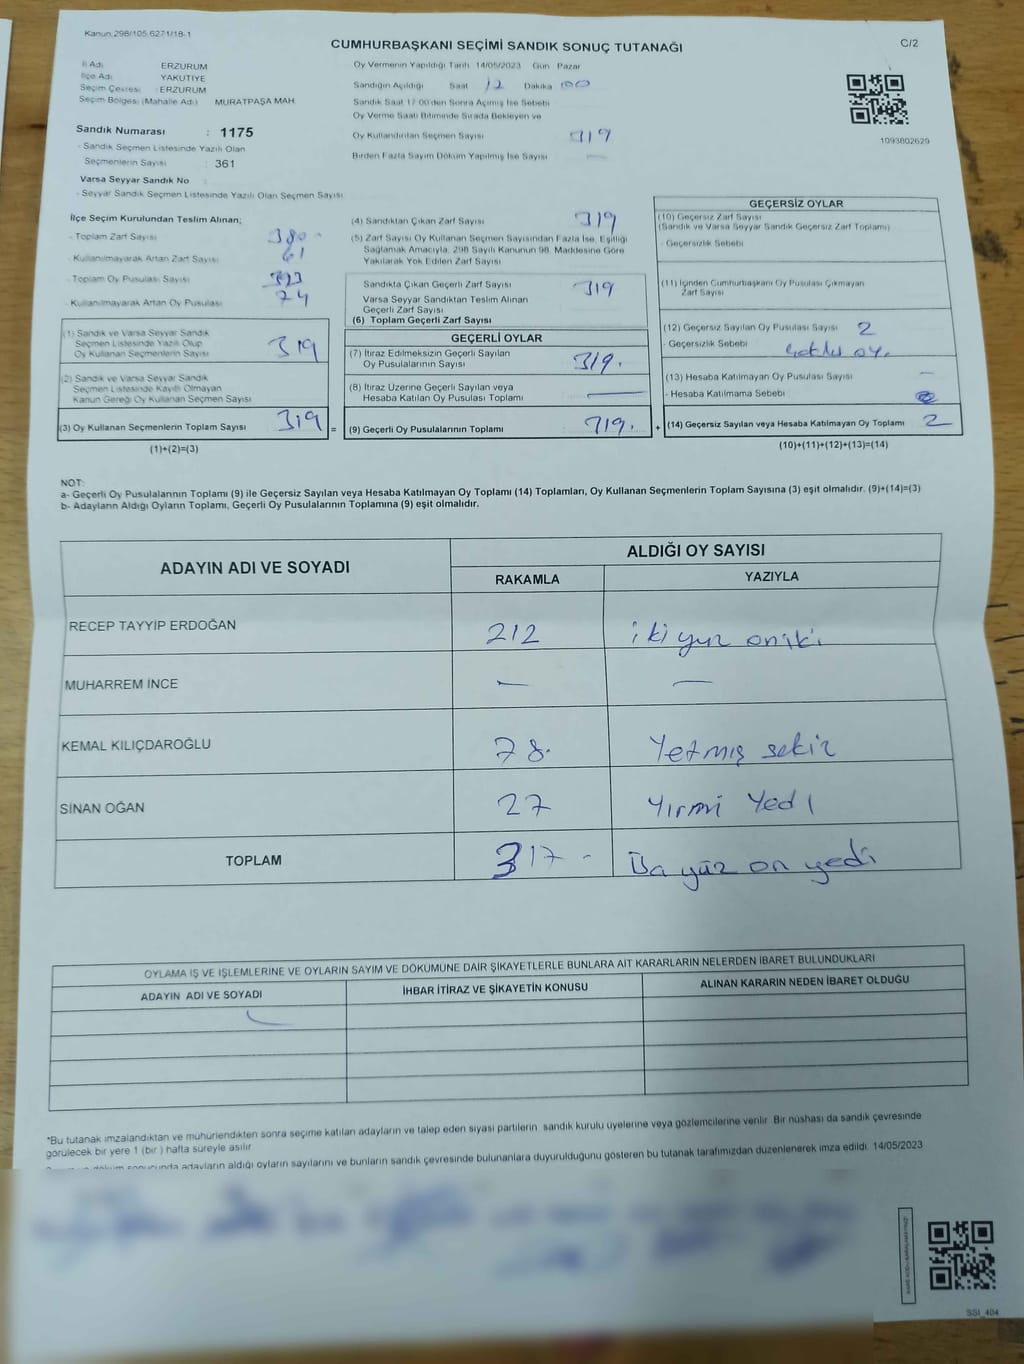 Kanun:298/105,6271/18-1
CUMHURBAŞKANI SEÇİMİ SANDIK SONUÇ TUTANAĞI
C/2
İl Adı ERZURUM
İlçe Adı YAKUTİYE
Seçim Çevresi : ERZURUM
Seçim Bölgesi (Mahalle Adı) MURATPAŞA MAH.
Sandık Numarası : 1175
- Sandık Seçmen Listesinde Yazılı Olan
Seçmenlerin Sayısı : 361
Varsa Seyyar Sandık No :
- Seyyar Sandık Seçmen Listesinde Yazılı Olan Seçmen Sayısı
Oy Vermenin Yapıldığı Tarih 14/05/2023 Gün Pazar
Sandığın Açıldığı Saat 17 Dakika 00
Sandık Saat 17:00'den Sonra Açılmış İse Sebebi
Oy Verme Saati Bitiminde Sırada Bekleyen ve
Oy Kullandırılan Seçmen Sayısı 319
Birden Fazla Sayım Döküm Yapılmış İse Sayısı —
1093802629
İlçe Seçim Kurulundan Teslim Alınan;
- Toplam Zarf Sayısı 380
- Kullanılmayarak Artan Zarf Sayısı 61
- Toplam Oy Pusulası Sayısı
- Kullanılmayarak Artan Oy Pusulası 74
(1) Sandık ve Varsa Seyyar Sandık
Seçmen Listesinde Yazılı Olup
Oy Kullanan Seçmenlerin Sayısı 319
(2) Sandık ve Varsa Seyyar Sandık
Seçmen Listesinde Kayıtlı Olmayan
Kanun Gereği Oy Kullanan Seçmen Sayısı
(3) Oy Kullanan Seçmenlerin Toplam Sayısı 319 =
(1)+(2)=(3)
(4) Sandıktan Çıkan Zarf Sayısı 319
(5) Zarf Sayısı Oy Kullanan Seçmen Sayısından Fazla İse, Eşitliği
Sağlamak Amacıyla, 298 Sayılı Kanunun 98. Maddesine Göre
Yakılarak Yok Edilen Zarf Sayısı
Sandıkta Çıkan Geçerli Zarf Sayısı 319
Varsa Seyyar Sandıktan Teslim Alınan
Geçerli Zarf Sayısı
(6) Toplam Geçerli Zarf Sayısı
GEÇERLİ OYLAR
(7) İtiraz Edilmeksizin Geçerli Sayılan
Oy Pusulalarının Sayısı 319.
(8) İtiraz Üzerine Geçerli Sayılan veya
Hesaba Katılan Oy Pusulası Toplamı —
(9) Geçerli Oy Pusulalarının Toplamı 319. +
GEÇERSİZ OYLAR
(10) Geçersiz Zarf Sayısı
(Sandık ve Varsa Seyyar Sandık Geçersiz Zarf Toplamı)
- Geçersizlik Sebebi
(11) İçinden Cumhurbaşkanı Oy Pusulası Çıkmayan
Zarf Sayısı
(12) Geçersiz Sayılan Oy Pusulası Sayısı 2
- Geçersizlik Sebebi oy.
(13) Hesaba Katılmayan Oy Pusulası Sayısı —
- Hesaba Katılmama Sebebi
(14) Geçersiz Sayılan veya Hesaba Katılmayan Oy Toplamı 2
(10)+(11)+(12)+(13)=(14)
NOT:
a- Geçerli Oy Pusulalarının Toplamı (9) ile Geçersiz Sayılan veya Hesaba Katılmayan Oy Toplamı (14) Toplamları, Oy Kullanan Seçmenlerin Toplam Sayısına (3) eşit olmalıdır. (9)+(14)=(3)
b- Adayların Aldığı Oyların Toplamı, Geçerli Oy Pusulalarının Toplamına (9) eşit olmalıdır.
ADAYIN ADI VE SOYADI
ALDIĞI OY SAYISI
RAKAMLA YAZIYLA
RECEP TAYYİP ERDOĞAN 212 iki yüz oniki
MUHARREM İNCE — —
KEMAL KILIÇDAROĞLU 78. Yetmiş sekiz
SİNAN OĞAN 27 Yirmi Yedi
TOPLAM 317 - Üç yüz on yedi
OYLAMA İŞ VE İŞLEMLERİNE VE OYLARIN SAYIM VE DÖKÜMÜNE DAİR ŞİKAYETLERLE BUNLARA AİT KARARLARIN NELERDEN İBARET BULUNDUKLARI
ADAYIN ADI VE SOYADI İHBAR İTİRAZ VE ŞİKAYETİN KONUSU ALINAN KARARIN NEDEN İBARET OLDUĞU
*Bu tutanak imzalandıktan ve mühürlendikten sonra seçime katılan adayların ve talep eden siyasi partilerin sandık kurulu üyelerine veya gözlemcilerine verilir. Bir nüshası da sandık çevresinde
görülecek bir yere 1 (bir ) hafta süreyle asılır.
döküm sonucunda adayların aldığı oyların sayılarını ve bunların sandık çevresinde bulunanlara duyurulduğunu gösteren bu tutanak tarafımızdan düzenlenerek imza edildi. 14/05/2023
SSI_404